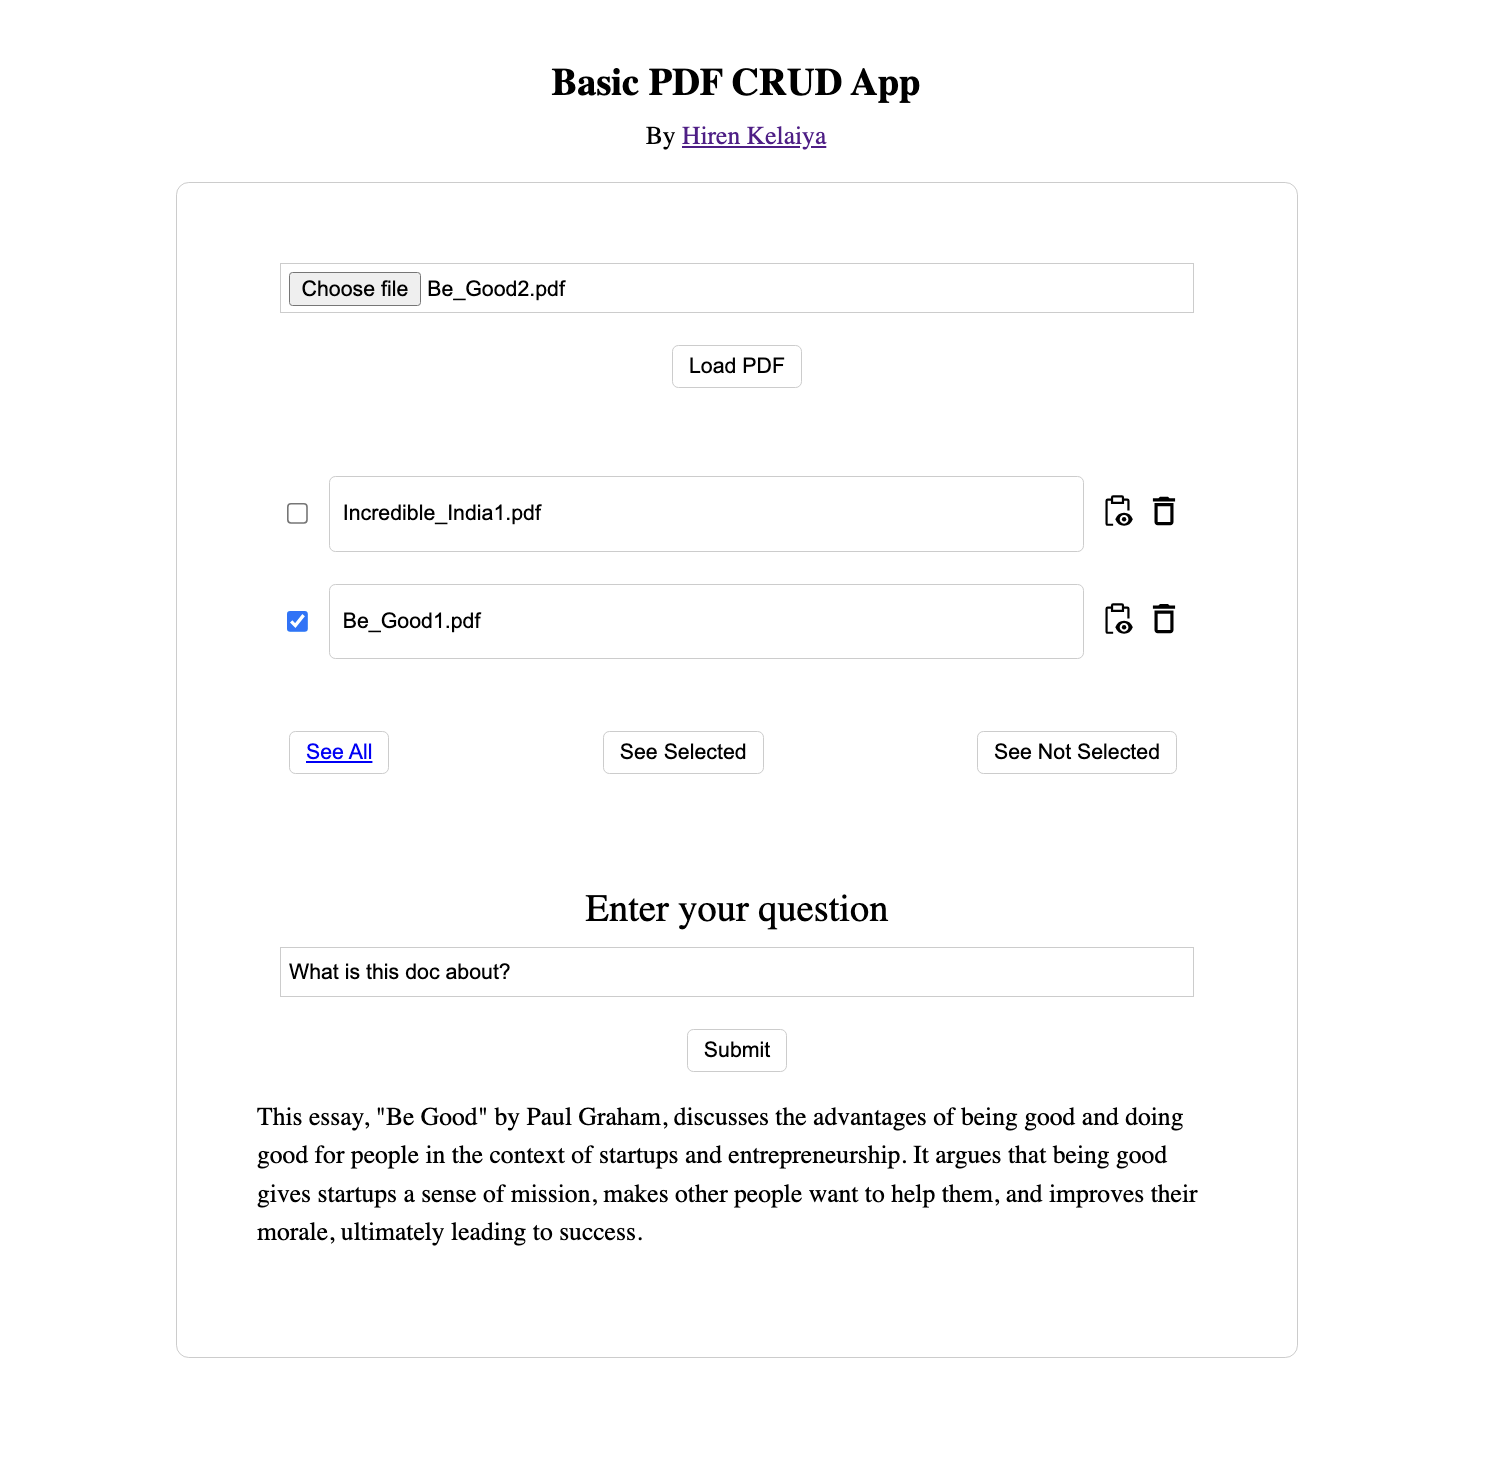 Basic PDF CRUD App
By Hiren Kelaiya
Choose file Be_Good2.pdf
Load PDF
Incredible_India1.pdf
Be_Good1.pdf
See All
See Selected
See Not Selected
Enter your question
What is this doc about?
Submit
This essay, "Be Good" by Paul Graham, discusses the advantages of being good and doing
good for people in the context of startups and entrepreneurship. It argues that being good
gives startups a sense of mission, makes other people want to help them, and improves their
morale, ultimately leading to success.